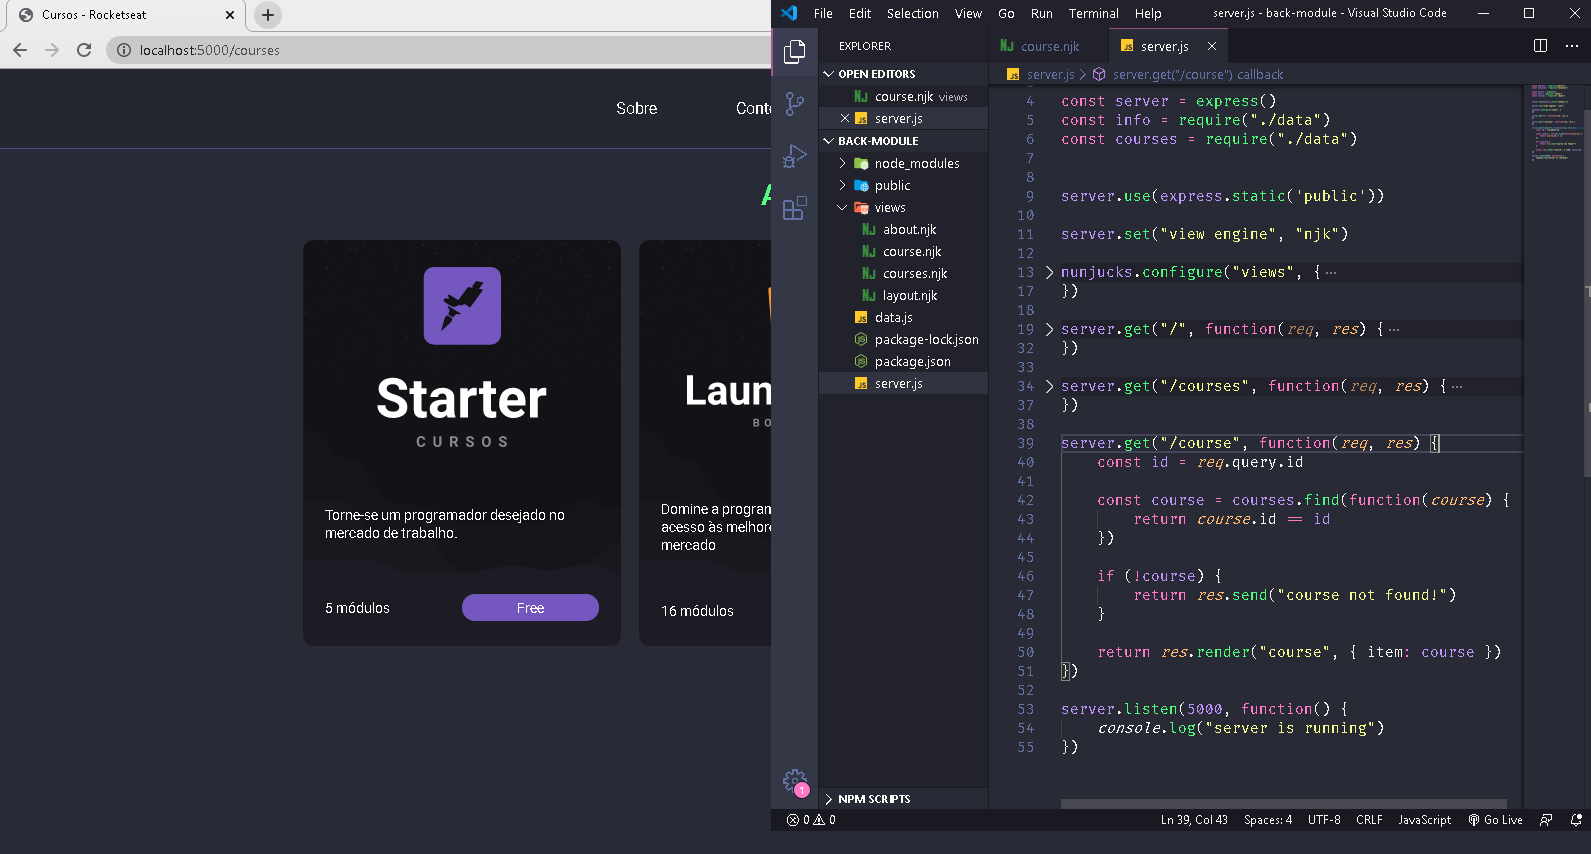 Cursos - Rocketseat
localhost:5000/courses
Sobre
Starter
CURSOS
Torne-se um programador desejado no
mercado de trabalho.
5 módulos
Free
Laun
BO
Domine a program
acesso às melhor
mercado
16 módulos
File Edit Selection View Go Run Terminal Help
server.js - back-module - Visual Studio Code
EXPLORER
OPEN EDITORS
course.njk views
server.js
BACK-MODULE
node_modules
public
views
about.njk
course.njk
courses.njk
layout.njk
data.js
package-lock.json
package.json
server.js
NPM SCRIPTS
1
course.njk
server.js
server.js > server.get("/course") callback
4 const server = express()
5 const info = require("./data")
6 const courses = require("./data")
7
8
9 server.use(express.static('public'))
10
11 server.set("view engine", "njk")
12
13 nunjucks.configure("views", {···
17 })
18
19 server.get("/", function(req, res) {···
32 })
33
34 server.get("/courses", function(req, res) {···
37 })
38
39 server.get("/course", function(req, res) {
40 const id = req.query.id
41
42 const course = courses.find(function(course) {
43 return course.id == id
44 })
45
46 if (!course) {
47 return res.send("course not found!")
48 }
49
50 return res.render("course", { item: course })
51 })
52
53 server.listen(5000, function() {
54 console.log("server is running")
55 })
0 0
Ln 39, Col 43 Spaces: 4 UTF-8 CRLF JavaScript Go Live